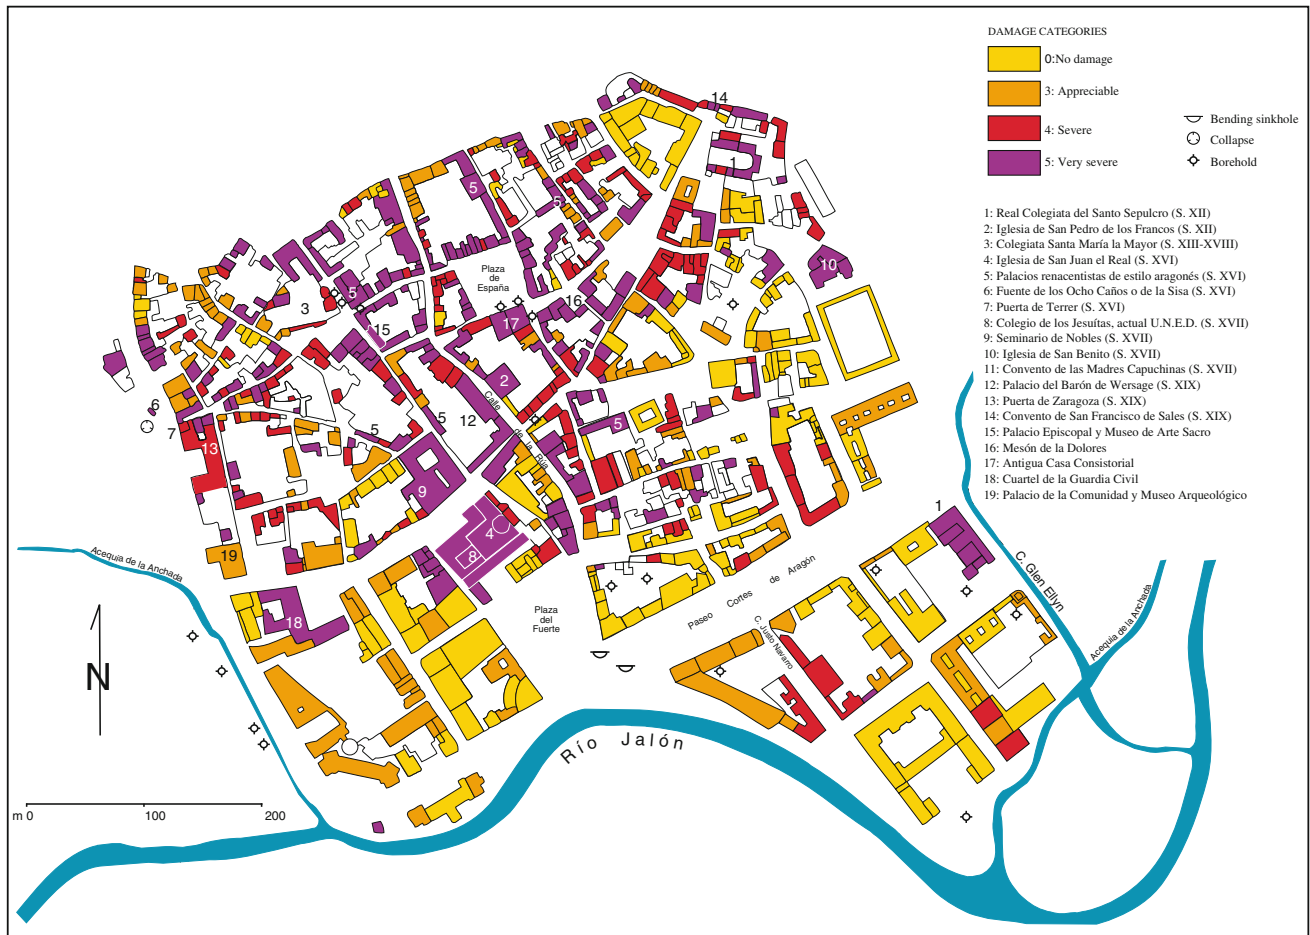 DAMAGE CATEGORIES
0:No damage
3: Appreciable
4: Severe
5: Very severe
Bending sinkhole
Collapse
Borehold
1: Real Colegiata del Santo Sepulcro (S. XII)
2: Iglesia de San Pedro de los Francos (S. XII)
3: Colegiata Santa María la Mayor (S. XIII-XVIII)
4: Iglesia de San Juan el Real (S. XVI)
5: Palacios renacentistas de estilo aragonés (S. XVI)
6: Fuente de los Ocho Caños o de la Sisa (S. XVI)
7: Puerta de Terrer (S. XVI)
8: Colegio de los Jesuítas, actual U.N.E.D. (S. XVII)
9: Seminario de Nobles (S. XVII)
10: Iglesia de San Benito (S. XVII)
11: Convento de las Madres Capuchinas (S. XVII)
12: Palacio del Barón de Wersage (S. XIX)
13: Puerta de Zaragoza (S. XIX)
14: Convento de San Francisco de Sales (S. XIX)
15: Palacio Episcopal y Museo de Arte Sacro
16: Mesón de la Dolores
17: Antigua Casa Consistorial
18: Cuartel de la Guardia Civil
19: Palacio de la Comunidad y Museo Arqueológico
14
1
5
5
10
Plaza
de
España
5
3
16
15
17
2
6
5
12
Calle
de la Rúa
5
7
5
13
9
4
1
8
19
Acequia de la Anchada
Paseo Cortes de Aragón
C. Glen Ellyn
Acequia de la Anchada
18
Plaza
del
Fuerte
C. Justo Navarro
N
Río Jalón
m 0
100
200